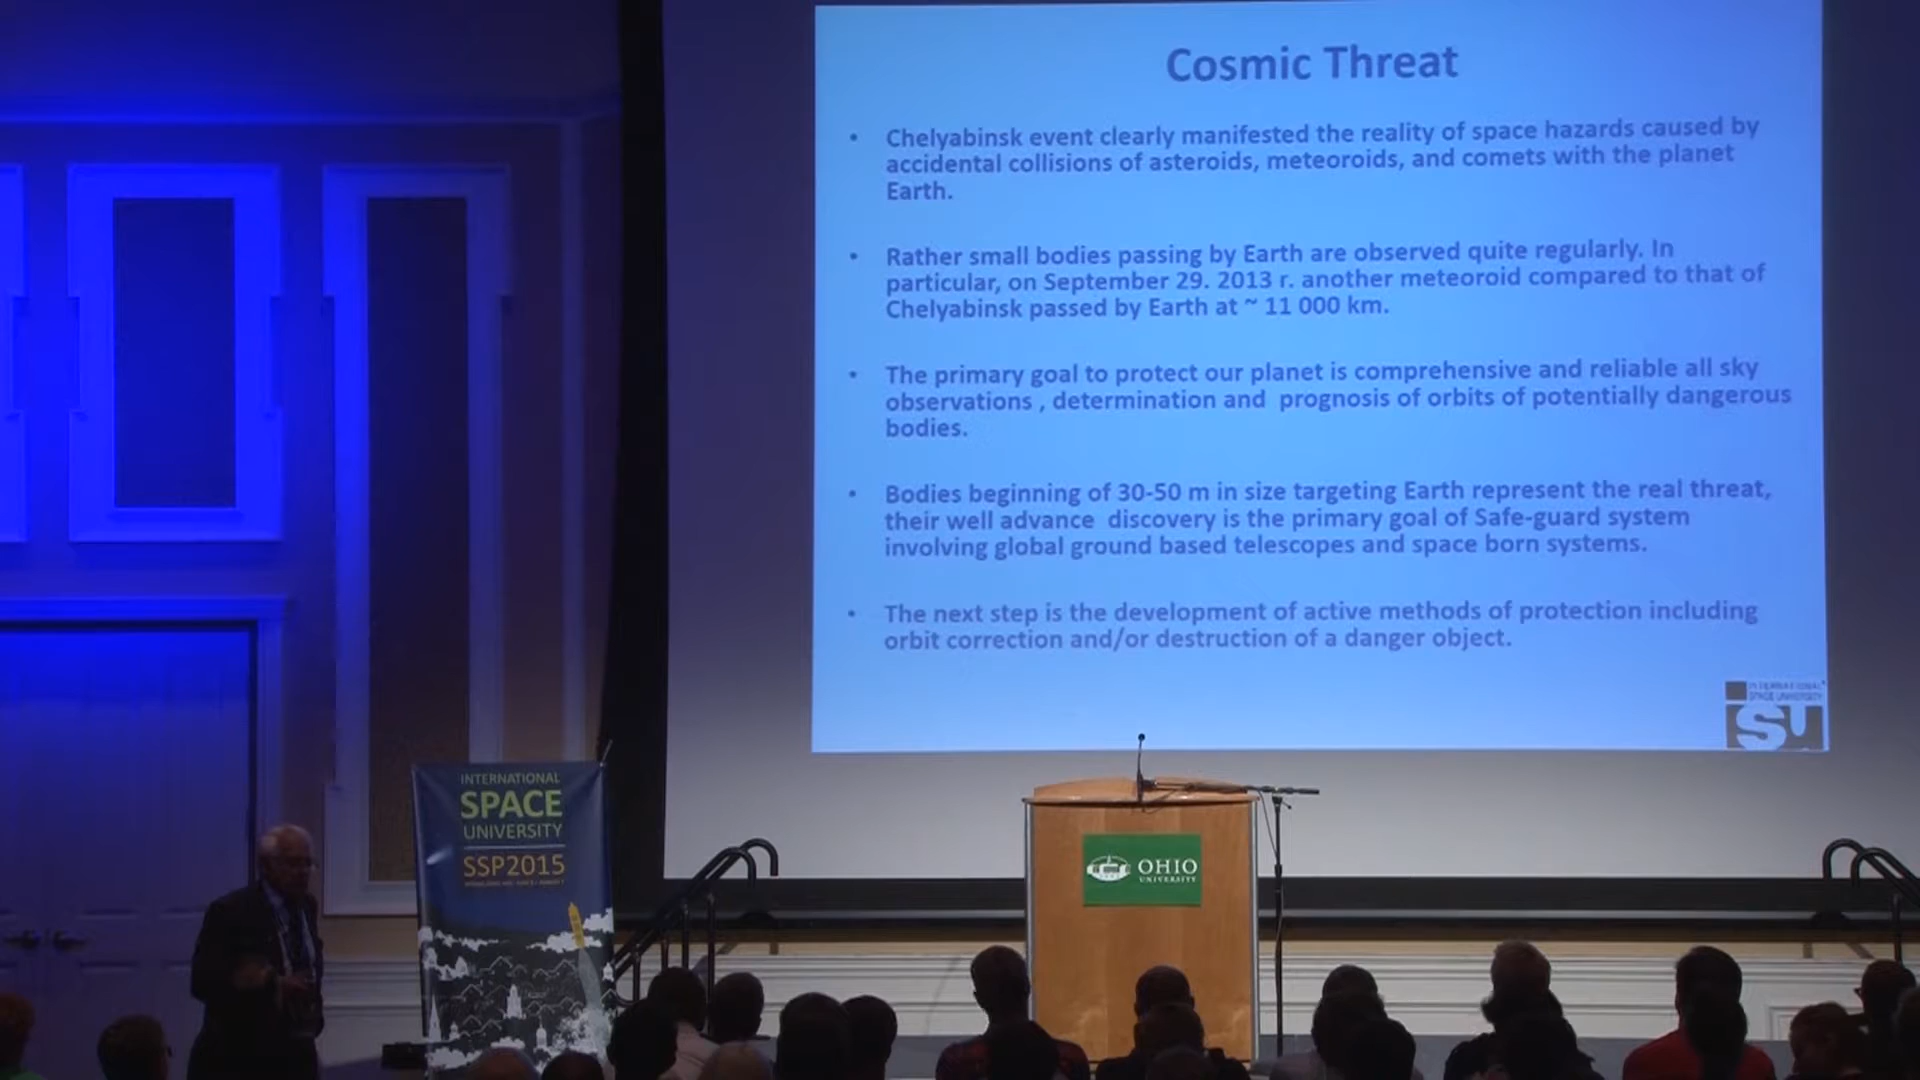 Cosmic Threat
• Chelyabinsk event clearly manifested the reality of space hazards caused by
accidental collisions of asteroids, meteoroids, and comets with the planet
Earth.
• Rather small bodies passing by Earth are observed quite regularly. In
particular, on September 29. 2013 r. another meteoroid compared to that of
Chelyabinsk passed by Earth at ~ 11 000 km.
• The primary goal to protect our planet is comprehensive and reliable all sky
observations , determination and prognosis of orbits of potentially dangerous
bodies.
• Bodies beginning of 30-50 m in size targeting Earth represent the real threat,
their well advance discovery is the primary goal of Safe-guard system
involving global ground based telescopes and space born systems.
• The next step is the development of active methods of protection including
orbit correction and/or destruction of a danger object.
INTERNATIONAL
SPACE UNIVERSITY
SU
INTERNATIONAL
SPACE
UNIVERSITY
SSP2015
OHIO
UNIVERSITY